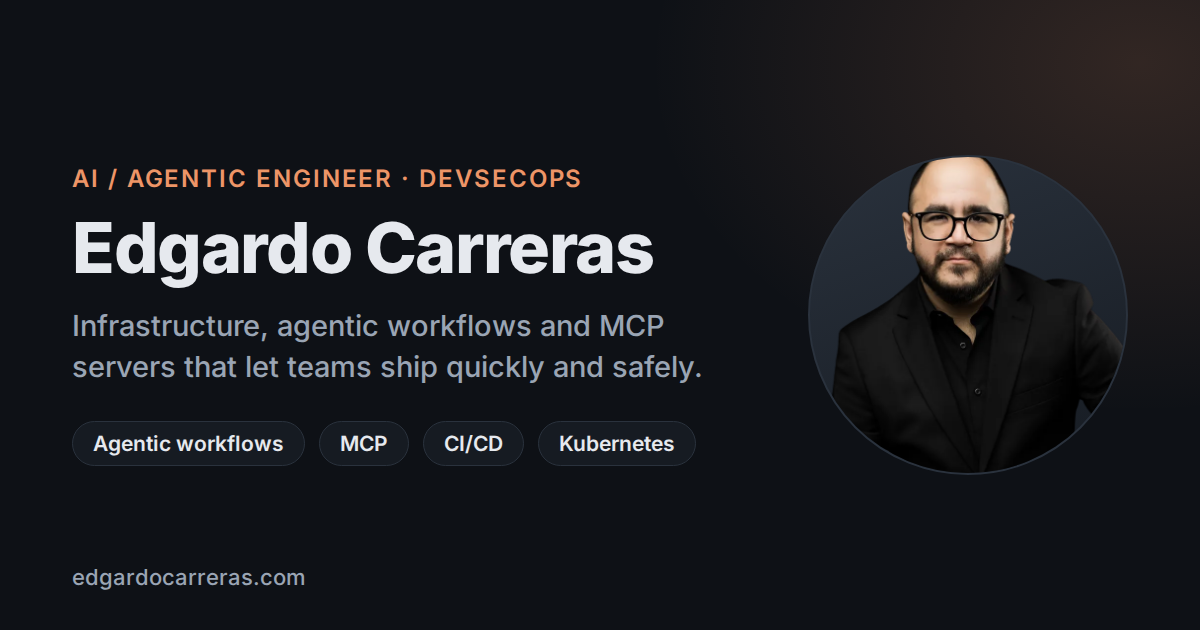 AI / AGENTIC ENGINEER · DEVSECOPS
Edgardo Carreras
Infrastructure, agentic workflows and MCP
servers that let teams ship quickly and safely.
Agentic workflows MCP CI/CD Kubernetes
edgardocarreras.com